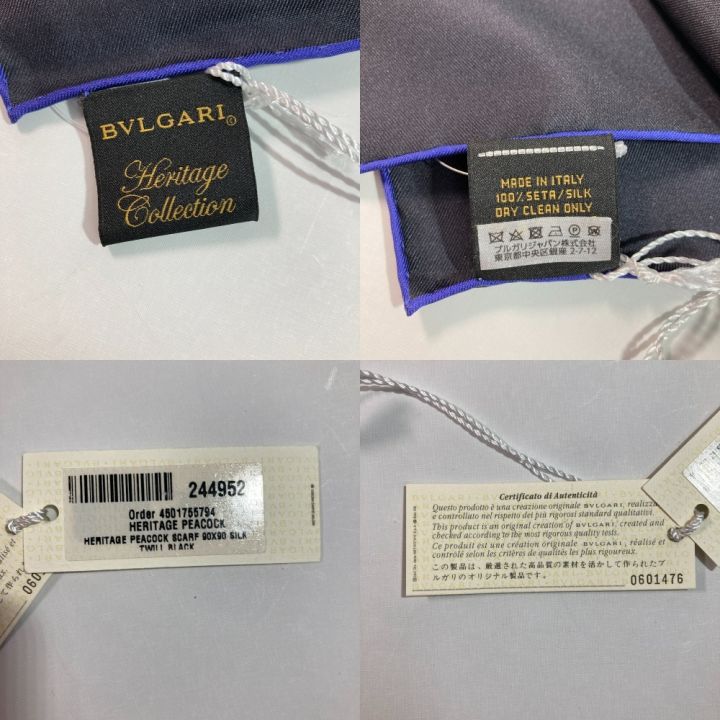 BVLGARI
Heritage
Collection
MADE IN ITALY
100% SETA/SILK
DRY CLEAN ONLY
ブルガリジャパン株式会社
東京都中央区銀座 2-7-12
244952
Order 4501755794
HERITAGE PEACOCK
HERITAGE PEACOCK SCARF 90X90 SILK
TWILL BLACK
0601
Certificato di Autenticità
Questo prodotto è una creazione originale BVLGARI, realizza
e controllato nel rispetto dei più rigorosi standard qualitativi.
This product is an original creation of BVLGARI, created and
checked according to the most rigorous quality tests.
Ce produit est une création originale BVLGARI, réalisé et
contrôlé selon les critères de qualités les plus rigoureux.
この製品は、厳選された高品質の素材を活かして作られたブ
ルガリのオリジナル製品です。
0601476